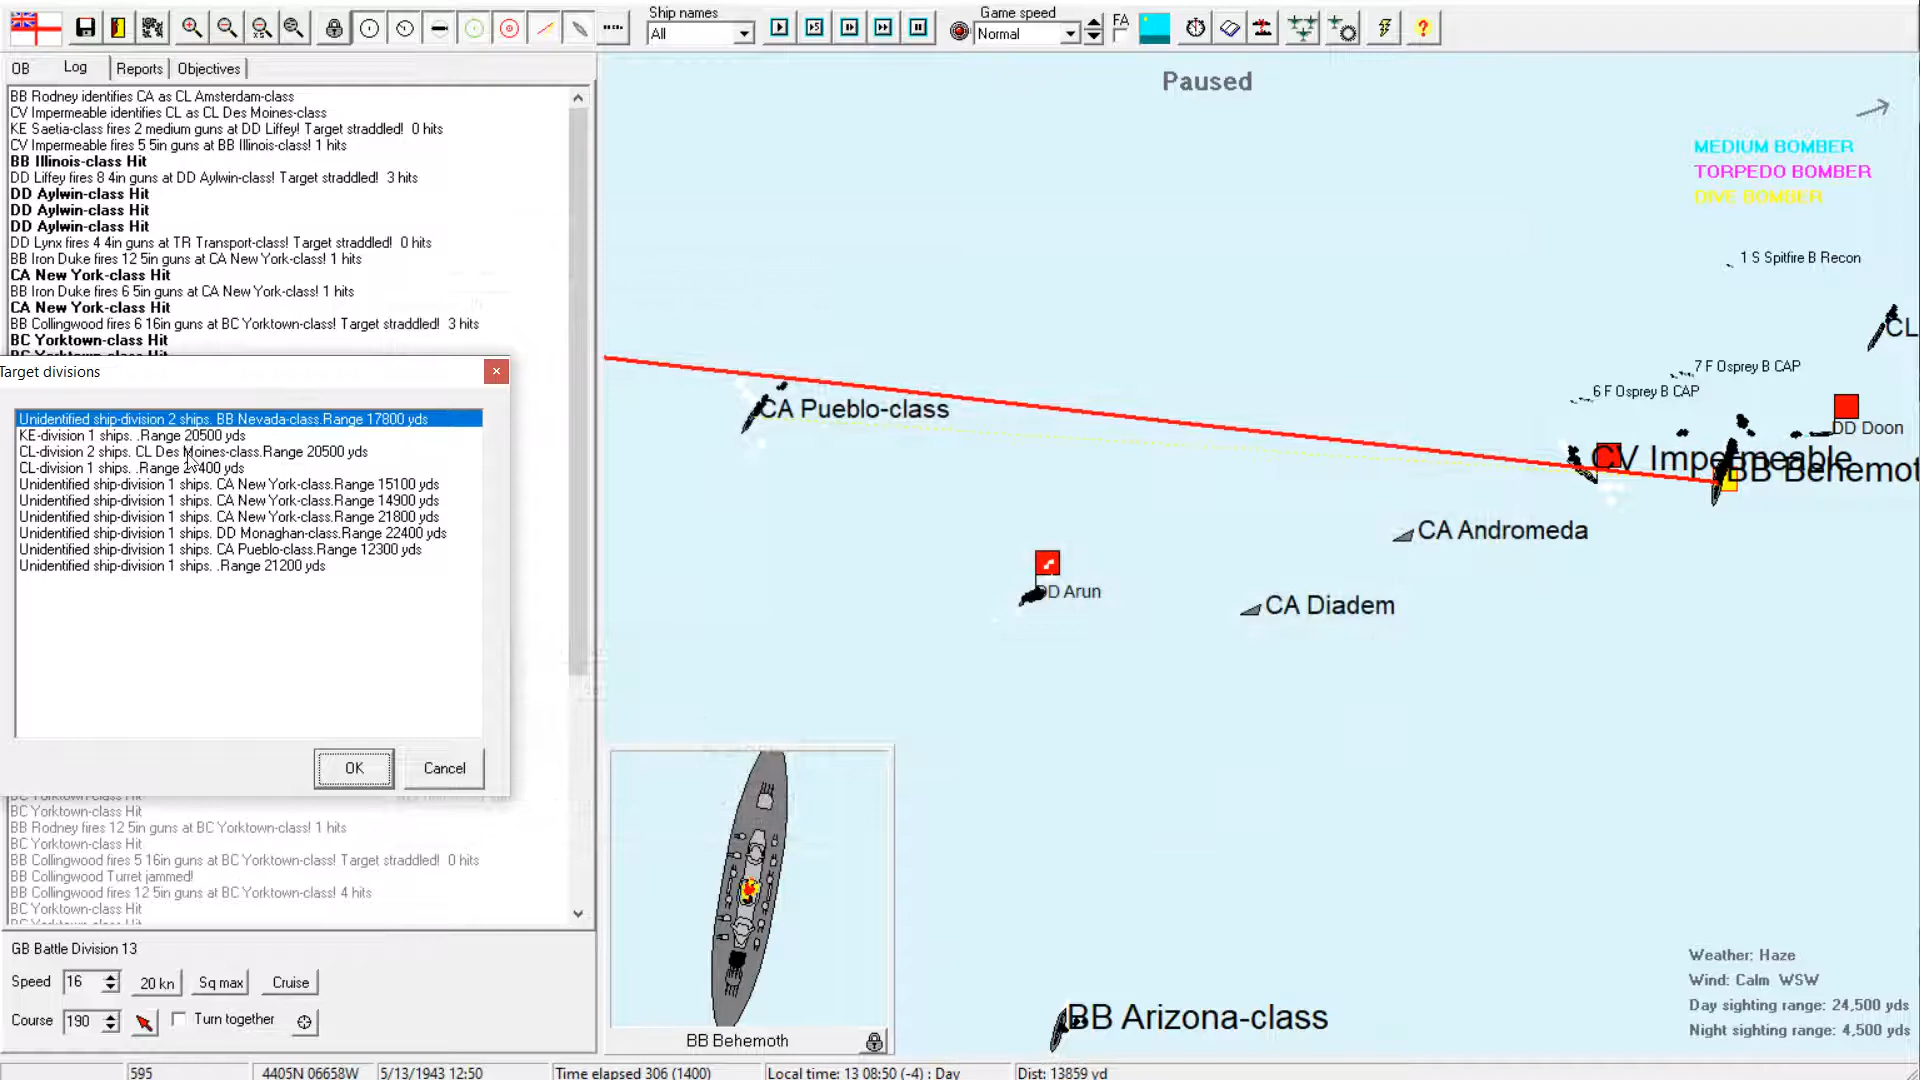 Ship names
All
Game speed
Normal
FA
OB
Log
Reports
Objectives
BB Rodney identifies CA as CL Amsterdam-class
CV Impermeable identifies CL as CL Des Moines-class
KE Saetia-class fires 2 medium guns at DD Liffey! Target straddled!  0 hits
CV Impermeable fires 5 5in guns at BB Illinois-class! 1 hits
BB Illinois-class Hit
DD Liffey fires 8 4in guns at DD Aylwin-class! Target straddled!  3 hits
DD Aylwin-class Hit
DD Aylwin-class Hit
DD Aylwin-class Hit
DD Lynx fires 4 4in guns at TR Transport-class! Target straddled!  0 hits
BB Iron Duke fires 12 5in guns at CA New York-class! 1 hits
CA New York-class Hit
BB Iron Duke fires 6 5in guns at CA New York-class! 1 hits
CA New York-class Hit
BB Collingwood fires 6 16in guns at BC Yorktown-class! Target straddled!  3 hits
BC Yorktown-class Hit
BC Yorktown-class Hit
Target divisions
Unidentified ship-division 2 ships. BB Nevada-class.Range 17800 yds
KE-division 1 ships. .Range 20500 yds
CL-division 2 ships. CL Des Moines-class.Range 20500 yds
CL-division 1 ships. .Range 400 yds
Unidentified ship-division 1 ships. CA New York-class.Range 15100 yds
Unidentified ship-division 1 ships. CA New York-class.Range 14900 yds
Unidentified ship-division 1 ships. CA New York-class.Range 21800 yds
Unidentified ship-division 1 ships. DD Monaghan-class.Range 22400 yds
Unidentified ship-division 1 ships. CA Pueblo-class.Range 12300 yds
Unidentified ship-division 1 ships. .Range 21200 yds
OK
Cancel
BC Yorktown-class Hit
BC Yorktown-class Hit
BB Rodney fires 12 5in guns at BC Yorktown-class! 1 hits
BC Yorktown-class Hit
BB Collingwood fires 5 16in guns at BC Yorktown-class! Target straddled!  0 hits
BB Collingwood Turret jammed!
BB Collingwood fires 12 5in guns at BC Yorktown-class! 4 hits
BC Yorktown-class Hit
BC Yorktown-class Hit
GB Battle Division 13
Speed
16
20 kn
Sq max
Cruise
Course
190
Turn together
Paused
MEDIUM BOMBER
TORPEDO BOMBER
DIVE BOMBER
1 S Spitfire B Recon
CL
7 F Osprey B CAP
6 F Osprey B CAP
CA Pueblo-class
DD Doon
CV Impermeable
BB Behemot
CA Andromeda
DD Arun
CA Diadem
BB Arizona-class
BB Behemoth
Weather: Haze
Wind: Calm  WSW
Day sighting range: 24,500 yds
Night sighting range: 4,500 yds
595
4405N 06658W
5/13/1943 12:50
Time elapsed 306 (1400)
Local time: 13 08:50 (-4) : Day
Dist: 13859 yd